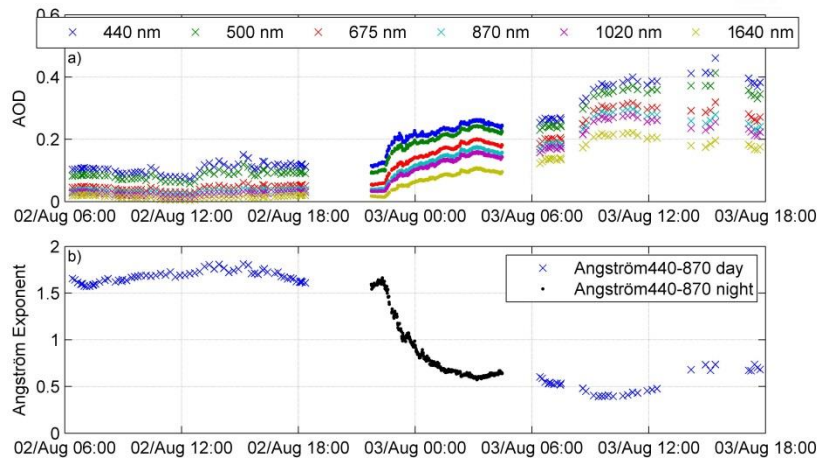 0.6
440 nm 500 nm 675 nm 870 nm 1020 nm 1640 nm
a)
0.4
AOD
0.2
0
02/Aug 06:00 02/Aug 12:00 02/Aug 18:00 03/Aug 00:00 03/Aug 06:00 03/Aug 12:00 03/Aug 18:00
2
b)
Angström440-870 day
Angström440-870 night
1.5
Angström Exponent
1
0.5
0
02/Aug 06:00 02/Aug 12:00 02/Aug 18:00 03/Aug 00:00 03/Aug 06:00 03/Aug 12:00 03/Aug 18:00